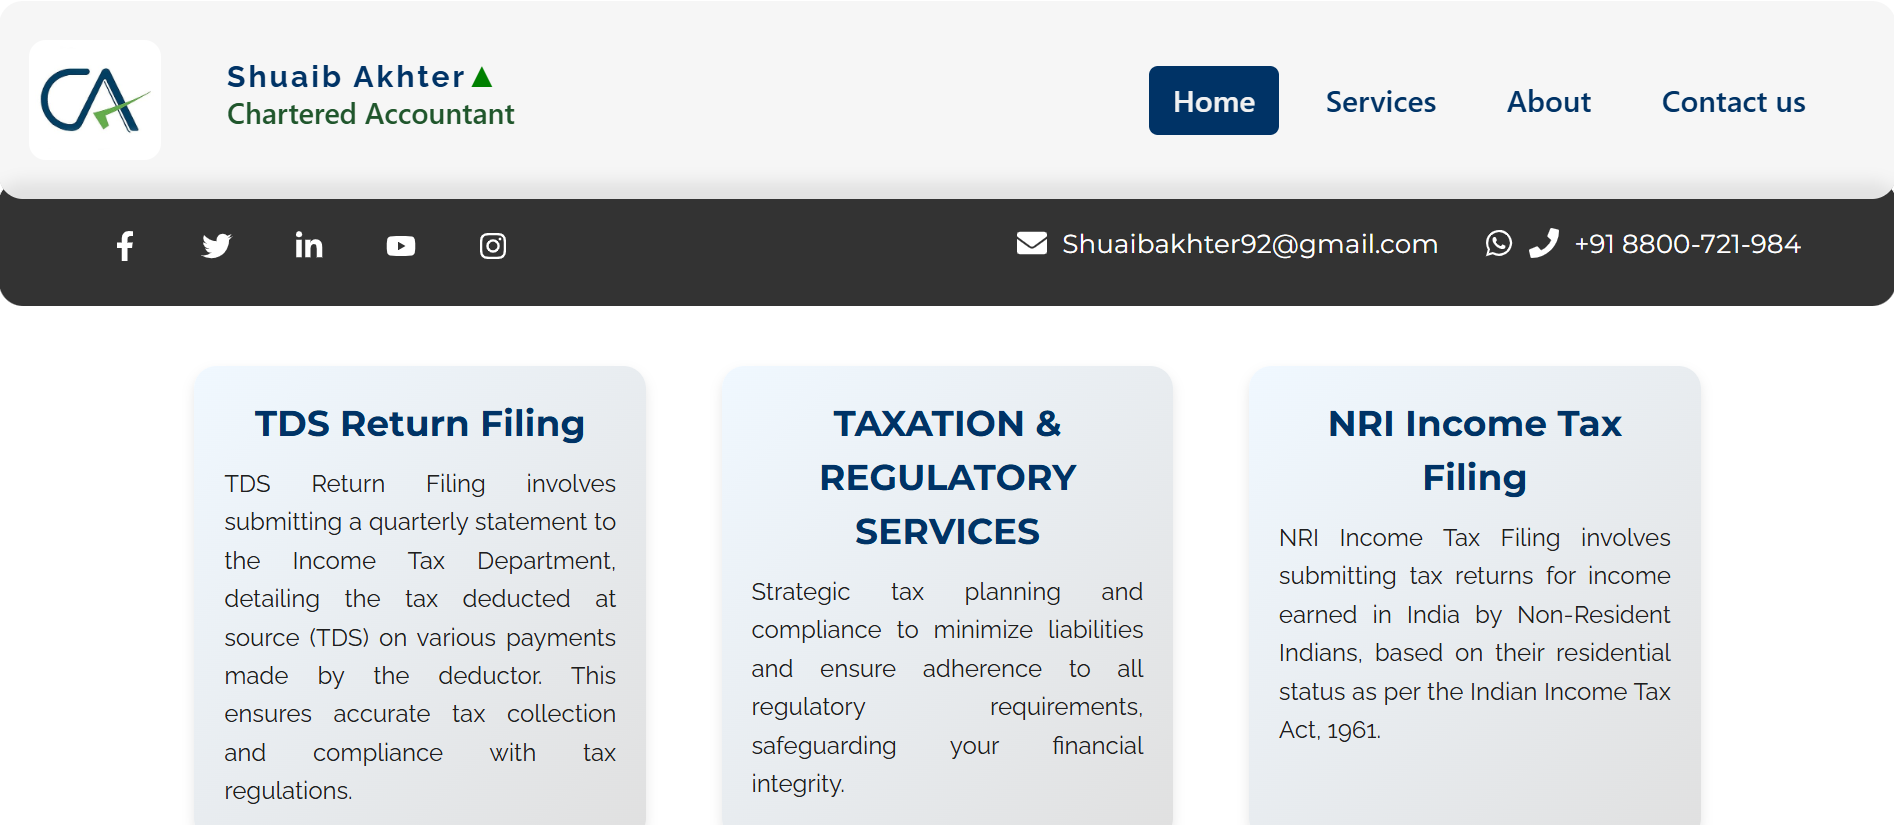 CA
Shuaib Akhter
Chartered Accountant
Home
Services
About
Contact us
Shuaibakhter92@gmail.com
+91 8800-721-984
TDS Return Filing
TDS Return Filing involves
submitting a quarterly statement to
the Income Tax Department,
detailing the tax deducted at
source (TDS) on various payments
made by the deductor. This
ensures accurate tax collection
and compliance with tax
regulations.
TAXATION &
REGULATORY
SERVICES
Strategic tax planning and
compliance to minimize liabilities
and ensure adherence to all
regulatory requirements,
safeguarding your financial
integrity.
NRI Income Tax
Filing
NRI Income Tax Filing involves
submitting tax returns for income
earned in India by Non-Resident
Indians, based on their residential
status as per the Indian Income Tax
Act, 1961.